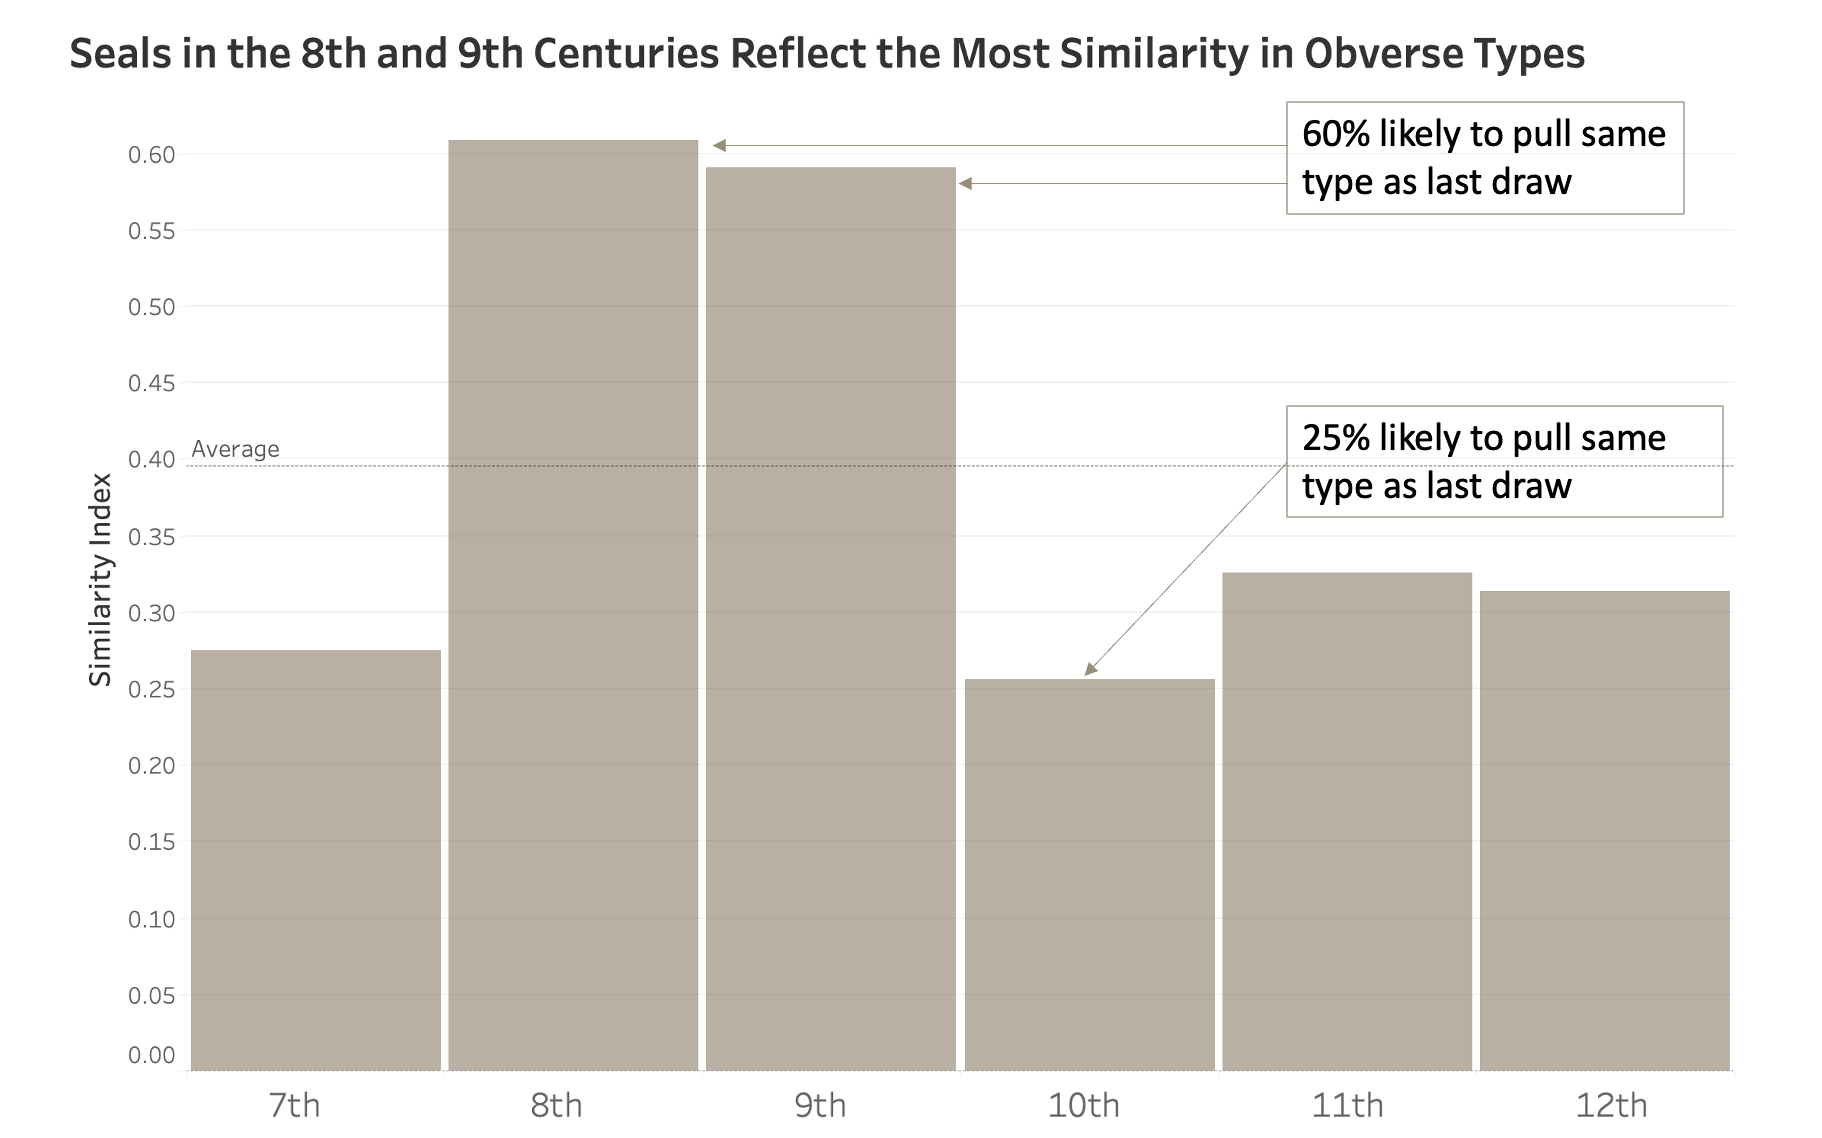 Seals in the 8th and 9th Centuries Reflect the Most Similarity in Obverse Types
60% likely to pull same
type as last draw
25% likely to pull same
type as last draw
Similarity Index
0.60
0.55
0.50
0.45
Average
0.40
0.35
0.30
0.25
0.20
0.15
0.10
0.05
0.00
7th 8th 9th 10th 11th 12th